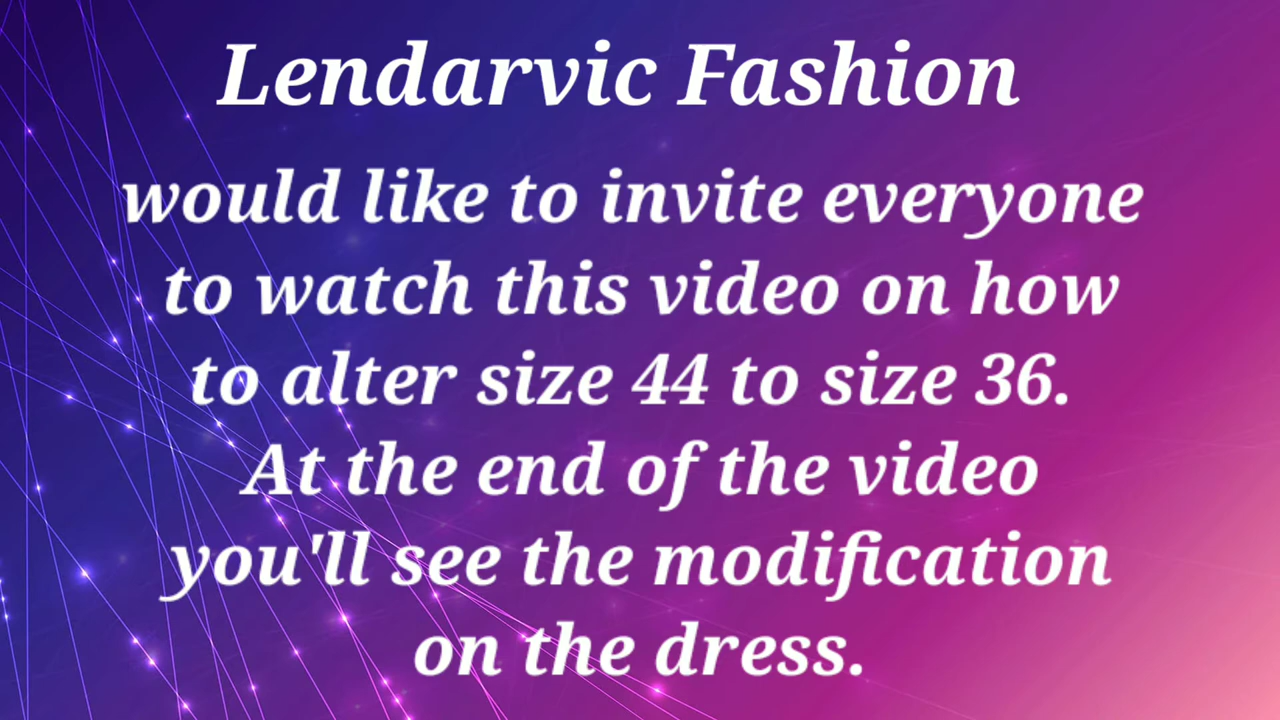 Lendarvic Fashion
would like to invite everyone
to watch this video on how
to alter size 44 to size 36.
At the end of the video
you'll see the modification
on the dress.